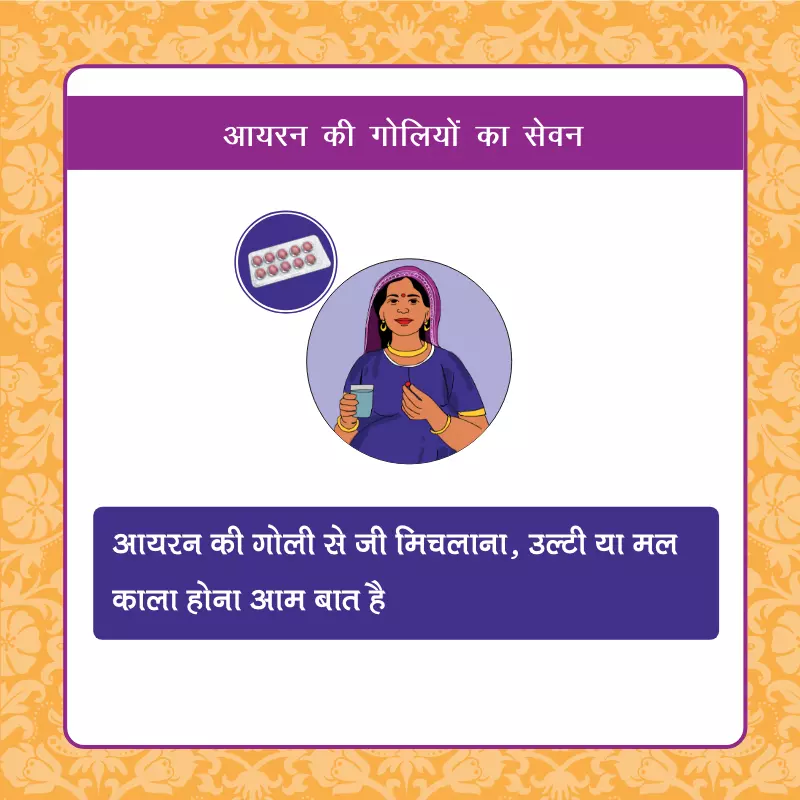 आयरन की गोलियों का सेवन
आयरन की गोली से जी मिचलाना, उल्टी या मल
काला होना आम बात है